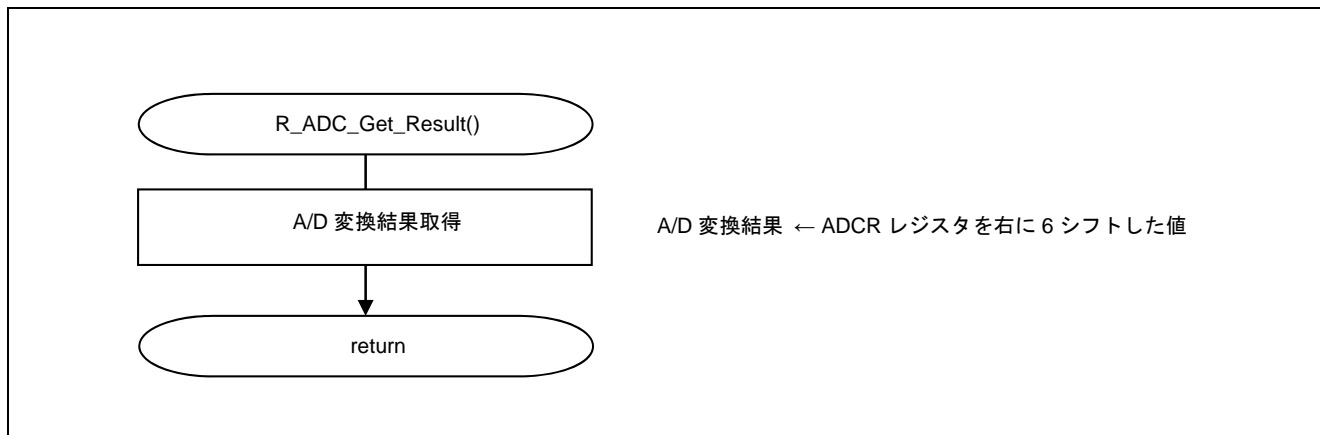 R_ADC_Get_Result()
A/D 変換結果取得
A/D 変換結果 ← ADCR レジスタを右に 6 シフトした値
return